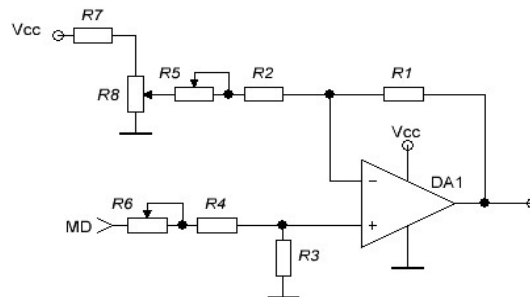 Vcc R7
R8 R5 R2 R1
Vcc
− DA1
MD R6 R4 +
R3